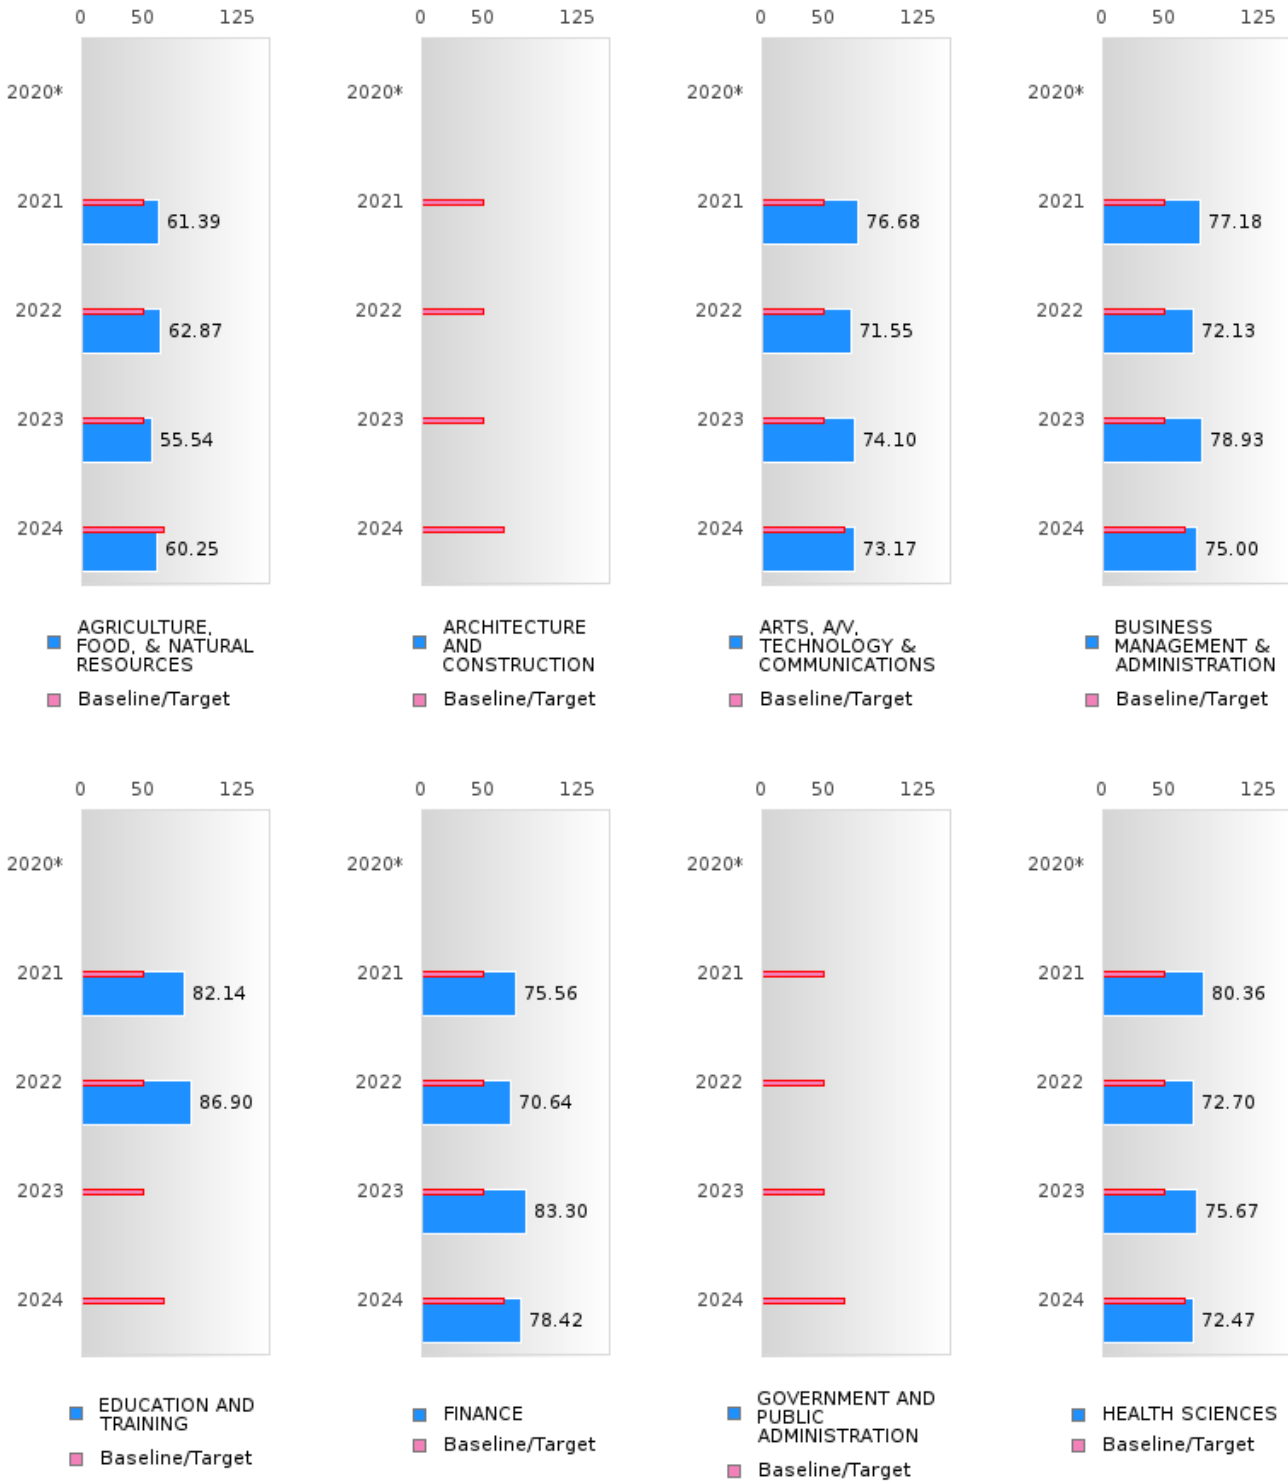 0 50 125
2020*
2021 61.39
2022 62.87
2023 55.54
2024 60.25
AGRICULTURE,
FOOD, & NATURAL
RESOURCES
Baseline/Target
0 50 125
2020*
2021
2022
2023
2024
ARCHITECTURE
AND
CONSTRUCTION
Baseline/Target
0 50 125
2020*
2021 76.68
2022 71.55
2023 74.10
2024 73.17
ARTS, A/V,
TECHNOLOGY &
COMMUNICATIONS
Baseline/Target
0 50 125
2020*
2021 77.18
2022 72.13
2023 78.93
2024 75.00
BUSINESS
MANAGEMENT &
ADMINISTRATION
Baseline/Target
0 50 125
2020*
2021 82.14
2022 86.90
2023
2024
EDUCATION AND
TRAINING
Baseline/Target
0 50 125
2020*
2021 75.56
2022 70.64
2023 83.30
2024 78.42
FINANCE
Baseline/Target
0 50 125
2020*
2021
2022
2023
2024
GOVERNMENT AND
PUBLIC
ADMINISTRATION
Baseline/Target
0 50 125
2020*
2021 80.36
2022 72.70
2023 75.67
2024 72.47
HEALTH SCIENCES
Baseline/Target